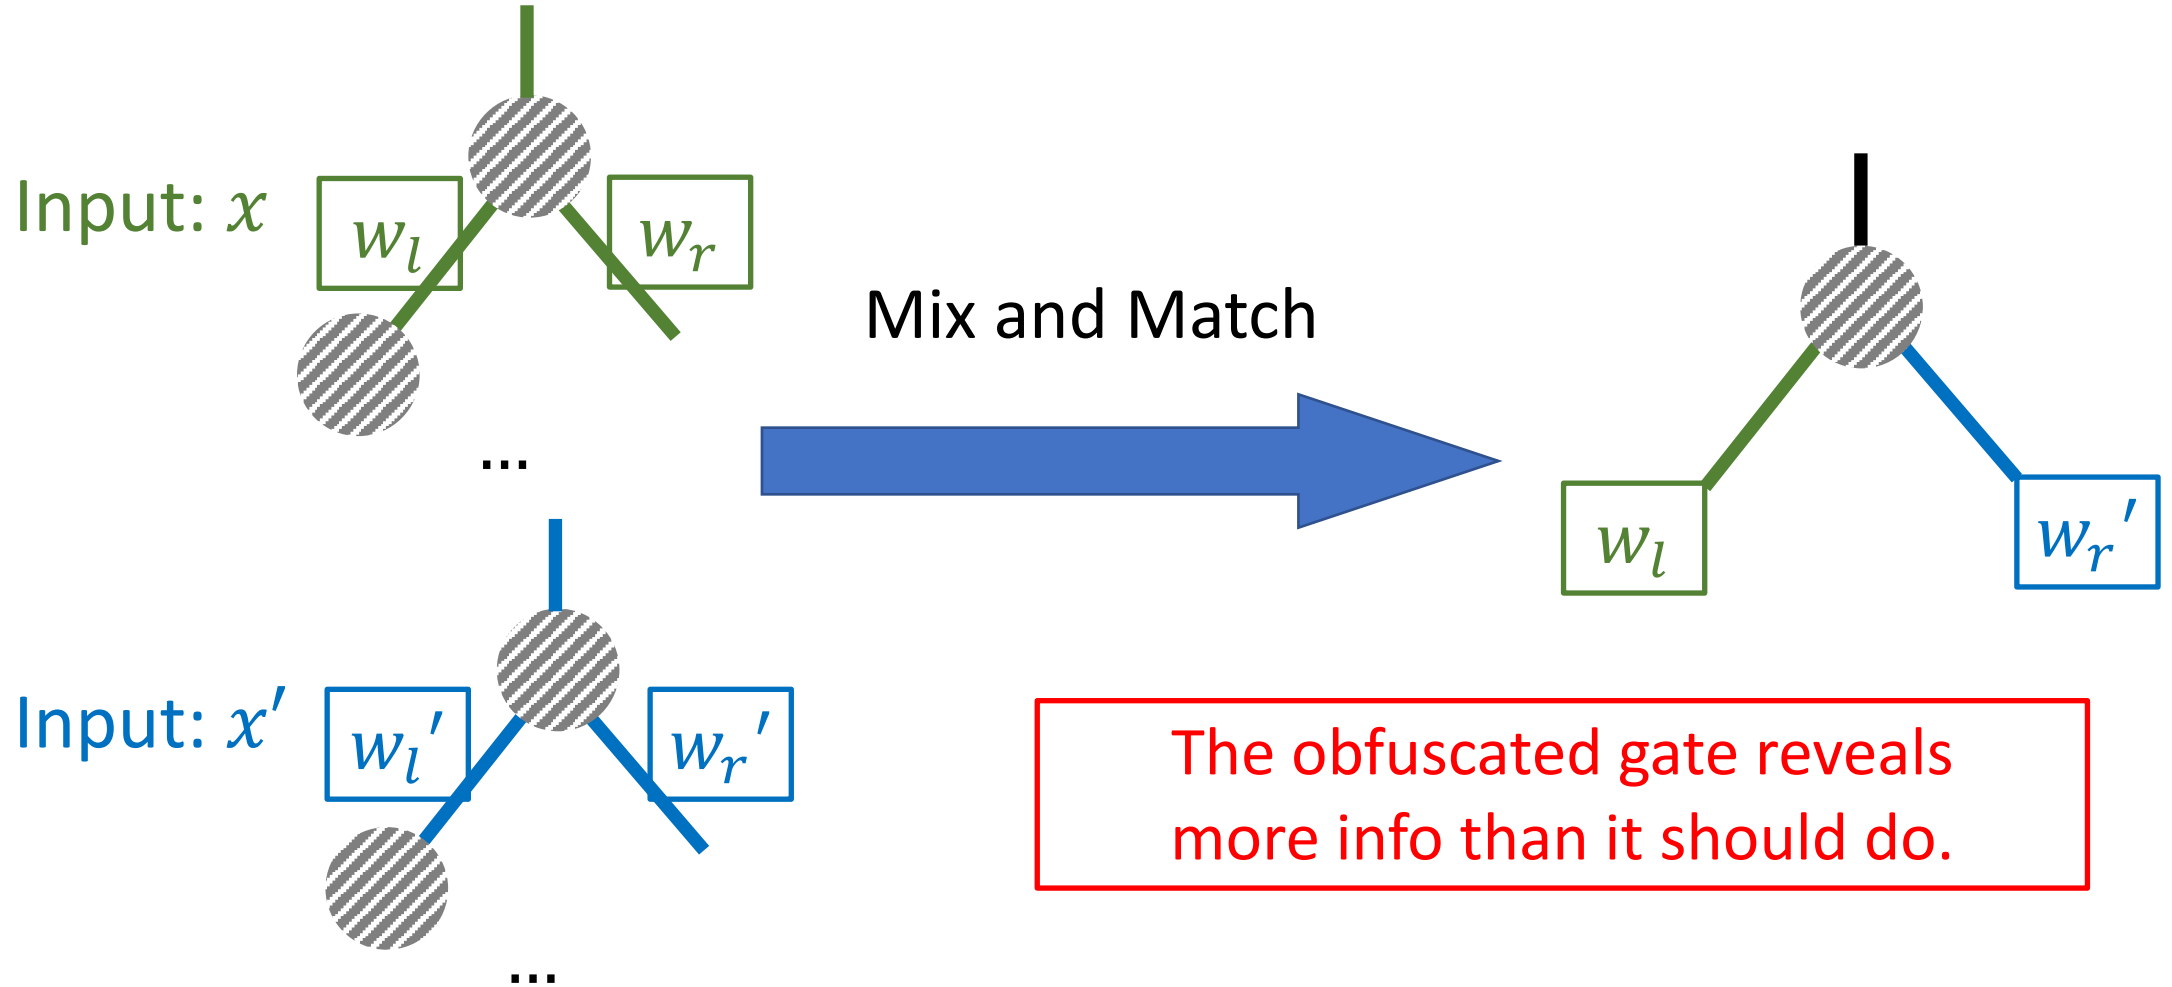 Input: x
w_l
w_r
...
Input: x′
w_l′
w_r′
...
Mix and Match
w_l
w_r′
The obfuscated gate reveals
more info than it should do.